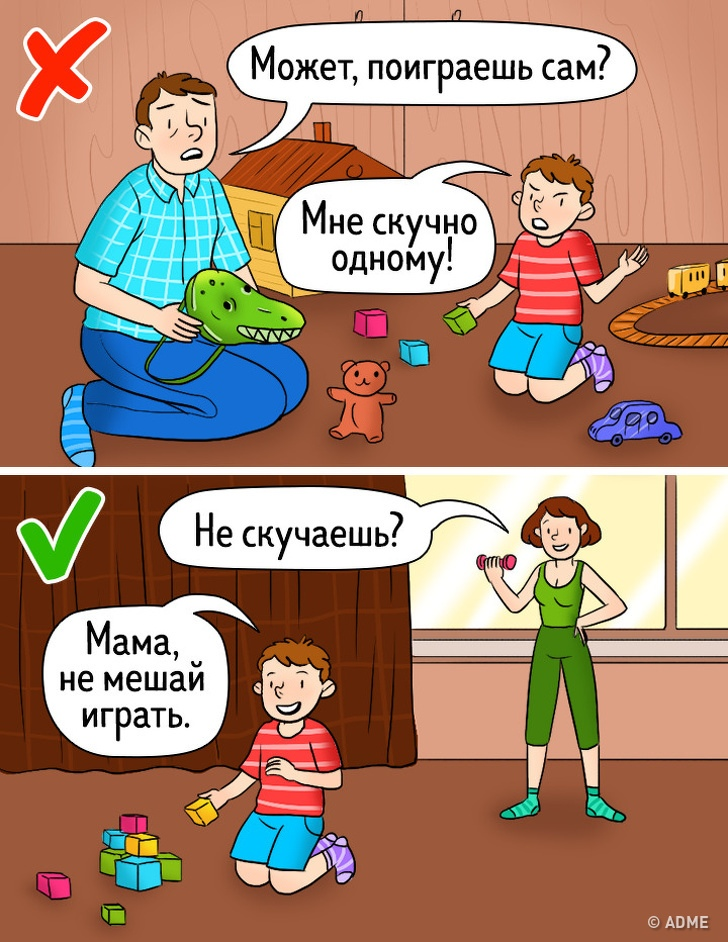 Может, поиграешь сам?
Мне скучно
одному!
Не скучаешь?
Мама,
не мешай
играть.
© ADME